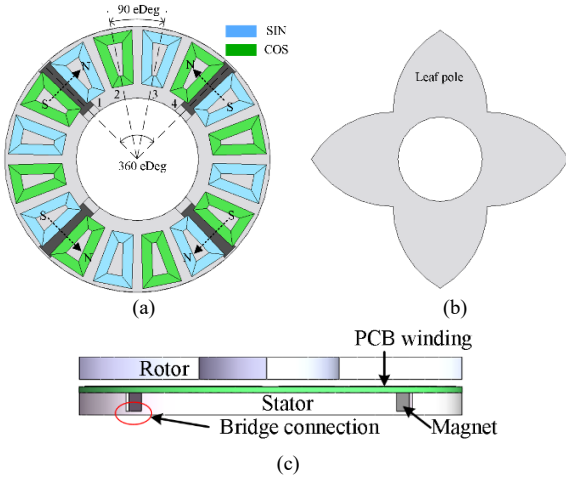 90 eDeg
SIN
COS
N
N
S
1
2
3
4
S
360 eDeg
S
S
N
N
(a)
Leaf pole
(b)
PCB winding
Rotor
Stator
Bridge connection
Magnet
(c)